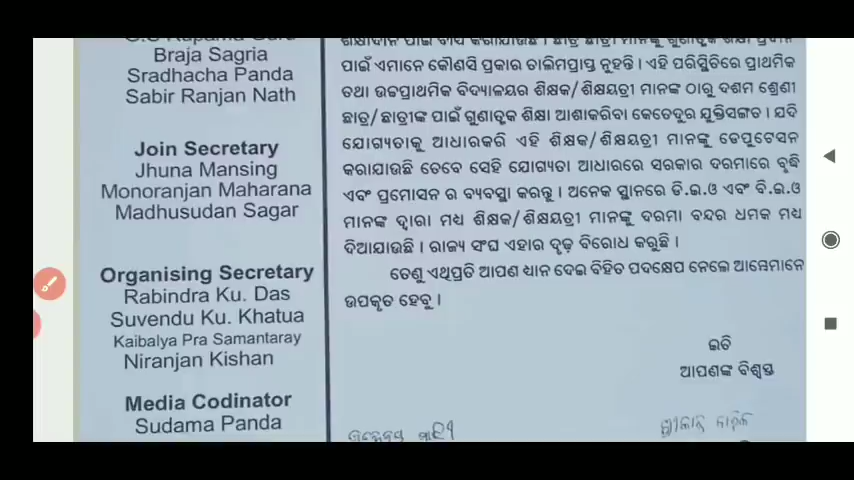 Braja Sagria
Sradhacha Panda
Sabir Ranjan Nath
Join Secretary
Jhuna Mansing
Monoranjan Maharana
Madhusudan Sagar
Organising Secretary
Rabindra Ku. Das
Suvendu Ku. Khatua
Kaibalya Pra Samantaray
Niranjan Kishan
Media Codinator
Sudama Panda
ପାଇଁ ଏମାନେ କୌଣସି ପ୍ରକାର ତାଲିମପ୍ରାପ୍ତ ନୁହନ୍ତି । ଏହି ପରିସ୍ଥିତିରେ ପ୍ରାଥମିକ
ତଥା ଉଚ୍ଚପ୍ରାଥମିକ ବିଦ୍ୟାଳୟର ଶିକ୍ଷକ/ଶିକ୍ଷୟତ୍ରୀ ମାନଙ୍କ ଠାରୁ ଦଶମ ଶ୍ରେଣୀ
ଛାତ୍ର/ଛାତ୍ରୀଙ୍କ ପାଇଁ ଗୁଣାତ୍ମକ ଶିକ୍ଷା ଆଶାକରିବା କେତେଦୁର ଯୁକ୍ତିସଙ୍ଗତ । ଯଦି
ଯୋଗ୍ୟତାକୁ ଆଧାରକରି ଏହି ଶିକ୍ଷକ/ଶିକ୍ଷୟତ୍ରୀ ମାନଙ୍କୁ ଡେପୁଟେସନ
କରାଯାଉଛି ତେବେ ସେହି ଯୋଗ୍ୟତା ଆଧାରରେ ସରକାର ଦରମାରେ ବୃଦ୍ଧି
ଏବଂ ପ୍ରମୋସନ ର ବ୍ୟବସ୍ଥା କରନ୍ତୁ । ଅନେକ ସ୍ଥାନରେ ଡି.ଇ.ଓ ଏବଂ ବି.ଇ.ଓ
ମାନଙ୍କ ଦ୍ୱାରା ମଧ୍ୟ ଶିକ୍ଷକ/ଶିକ୍ଷୟତ୍ରୀ ମାନଙ୍କୁ ଦରମା ବନ୍ଦର ଧମକ ମଧ୍ୟ
ଦିଆଯାଉଛି । ରାଜ୍ୟ ସଂଘ ଏହାର ଦୃଢ଼ ବିରୋଧ କରୁଛି ।
ତେଣୁ ଏଥିପ୍ରତି ଆପଣ ଧ୍ୟାନ ଦେଇ ବିହିତ ପଦକ୍ଷେପ ନେଲେ ଆମ୍ଭେମାନେ
ଉପକୃତ ହେବୁ ।
ଇତି
ଆପଣଙ୍କ ବିଶ୍ୱସ୍ତ